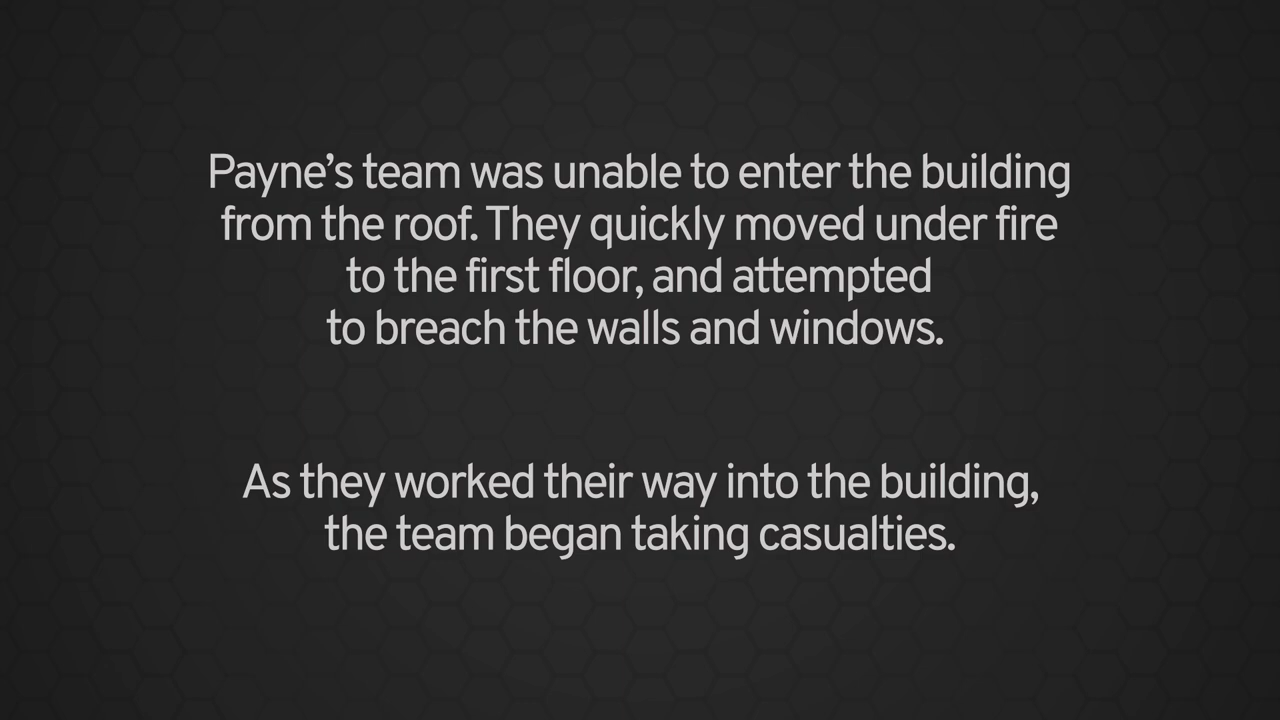 Payne’s team was unable to enter the building
from the roof. They quickly moved under fire
to the first floor, and attempted
to breach the walls and windows.
As they worked their way into the building,
the team began taking casualties.